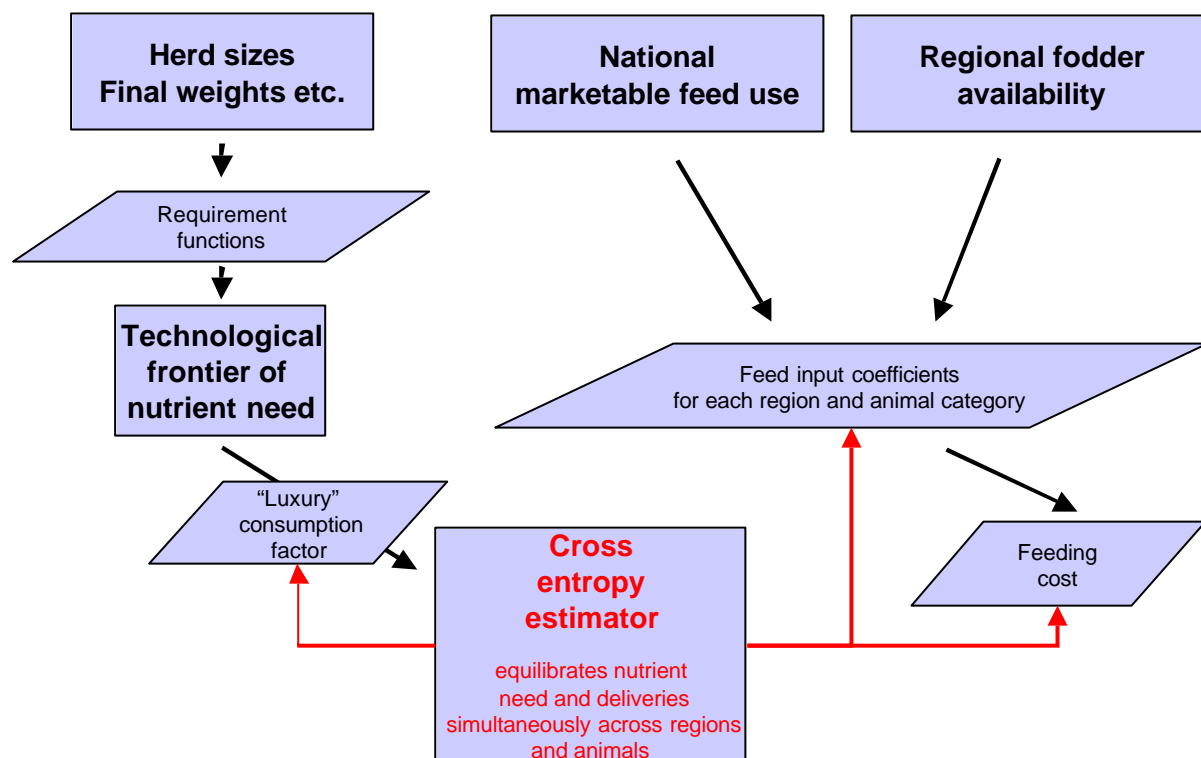 Herd sizes
Final weights etc.
National
marketable feed use
Regional fodder
availability
Requirement
functions
Technological
frontier of
nutrient need
Feed input coefficients
for each region and animal category
“Luxury”
consumption
factor
Cross
entropy
estimator
equilibrates nutrient
need and deliveries
simultaneously across regions
and animals
Feeding
cost